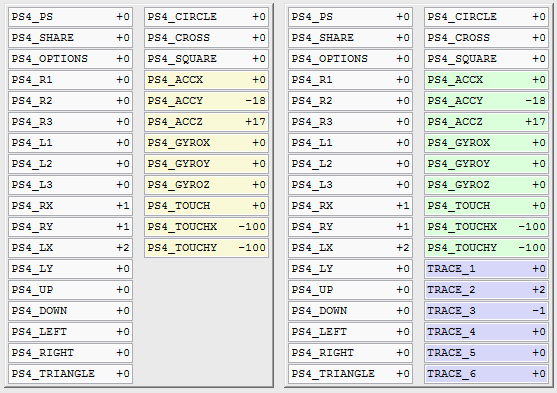 PS4_PS +0
PS4_SHARE +0
PS4_OPTIONS +0
PS4_R1 +0
PS4_R2 +0
PS4_R3 +0
PS4_L1 +0
PS4_L2 +0
PS4_L3 +0
PS4_RX +1
PS4_RY +1
PS4_LX +2
PS4_LY +0
PS4_UP +0
PS4_DOWN +0
PS4_LEFT +0
PS4_RIGHT +0
PS4_TRIANGLE +0
PS4_CIRCLE +0
PS4_CROSS +0
PS4_SQUARE +0
PS4_ACCX +0
PS4_ACCY -18
PS4_ACCZ +17
PS4_GYROX +0
PS4_GYROY +0
PS4_GYROZ +0
PS4_TOUCH +0
PS4_TOUCHX -100
PS4_TOUCHY -100
PS4_PS +0
PS4_SHARE +0
PS4_OPTIONS +0
PS4_R1 +0
PS4_R2 +0
PS4_R3 +0
PS4_L1 +0
PS4_L2 +0
PS4_L3 +0
PS4_RX +1
PS4_RY +1
PS4_LX +2
PS4_LY +0
PS4_UP +0
PS4_DOWN +0
PS4_LEFT +0
PS4_RIGHT +0
PS4_TRIANGLE +0
PS4_CIRCLE +0
PS4_CROSS +0
PS4_SQUARE +0
PS4_ACCX +0
PS4_ACCY -18
PS4_ACCZ +17
PS4_GYROX +0
PS4_GYROY +0
PS4_GYROZ +0
PS4_TOUCH +0
PS4_TOUCHX -100
PS4_TOUCHY -100
TRACE_1 +0
TRACE_2 +2
TRACE_3 -1
TRACE_4 +0
TRACE_5 +0
TRACE_6 +0